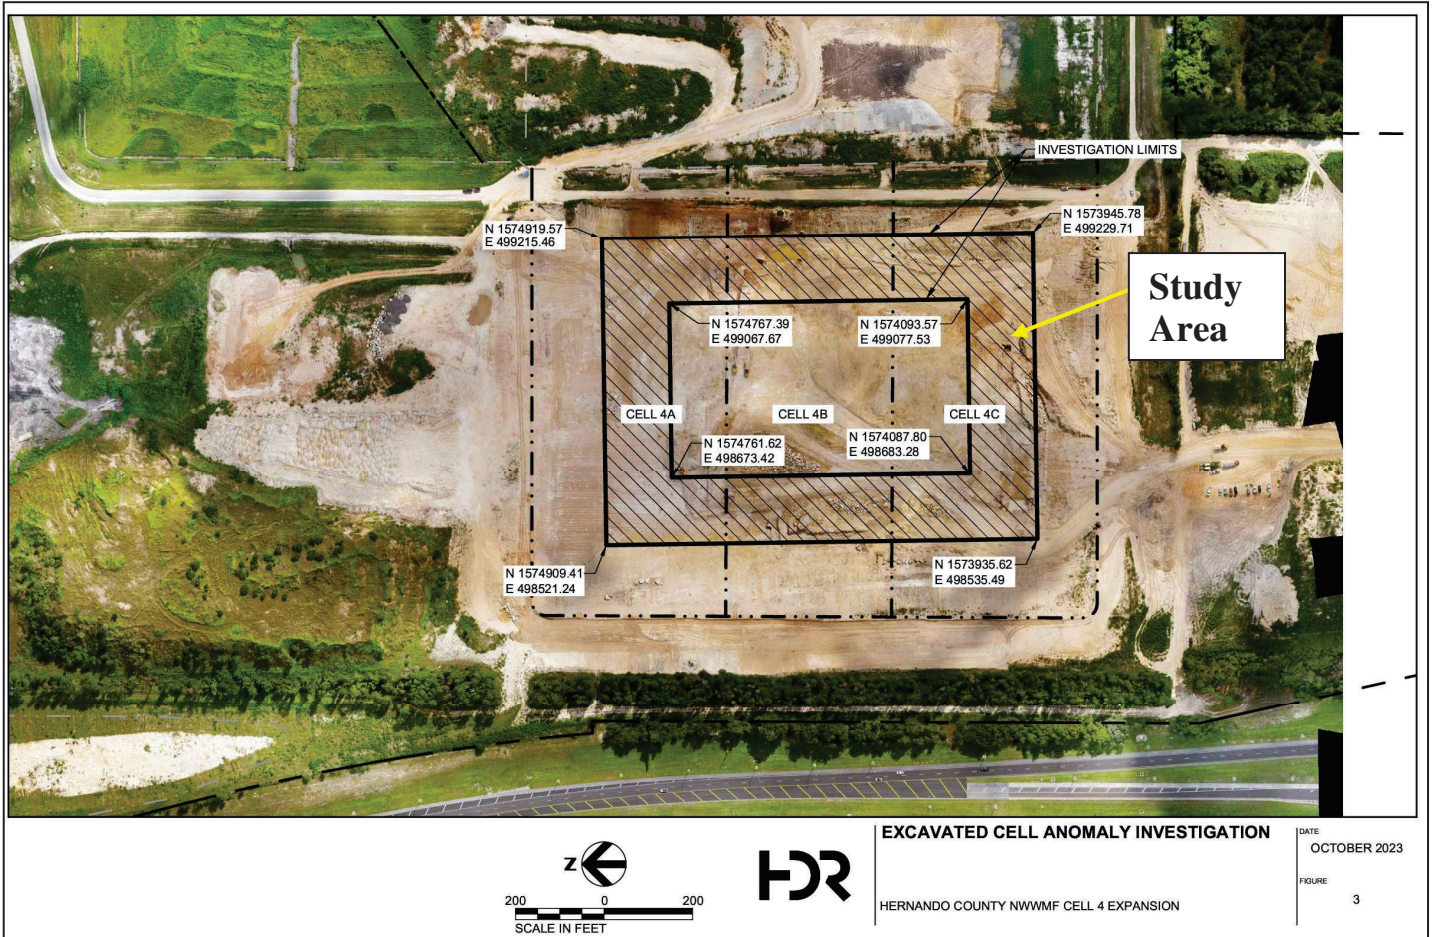 INVESTIGATION LIMITS
N 1573945.78
E 499229.71
N 1574919.57
E 499215.46
Study
Area
N 1574767.39
E 499067.67
N 1574093.57
E 499077.53
CELL 4A
CELL 4B
CELL 4C
N 1574761.62
E 498673.42
N 1574087.80
E 498683.28
N 1574909.41
E 498521.24
N 1573935.62
E 498535.49
Z
200 0 200
SCALE IN FEET
HDR
EXCAVATED CELL ANOMALY INVESTIGATION
HERNANDO COUNTY NWWMF CELL 4 EXPANSION
DATE
OCTOBER 2023
FIGURE
3